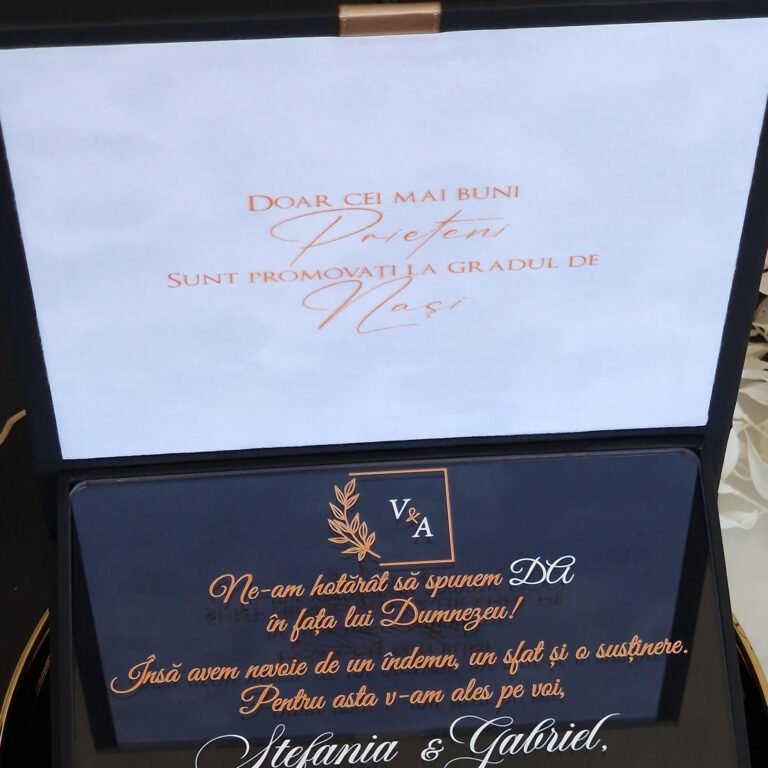 DOAR CEI MAI BUNI
Prieteni
SUNT PROMOVAȚI LA GRADUL DE
Nași
V&A
Ne-am hotărât să spunem DA
în fața lui Dumnezeu!
Însă avem nevoie de un îndemn, un sfat și o susținere.
Pentru asta v-am ales pe voi,
Ștefania & Gabriel,